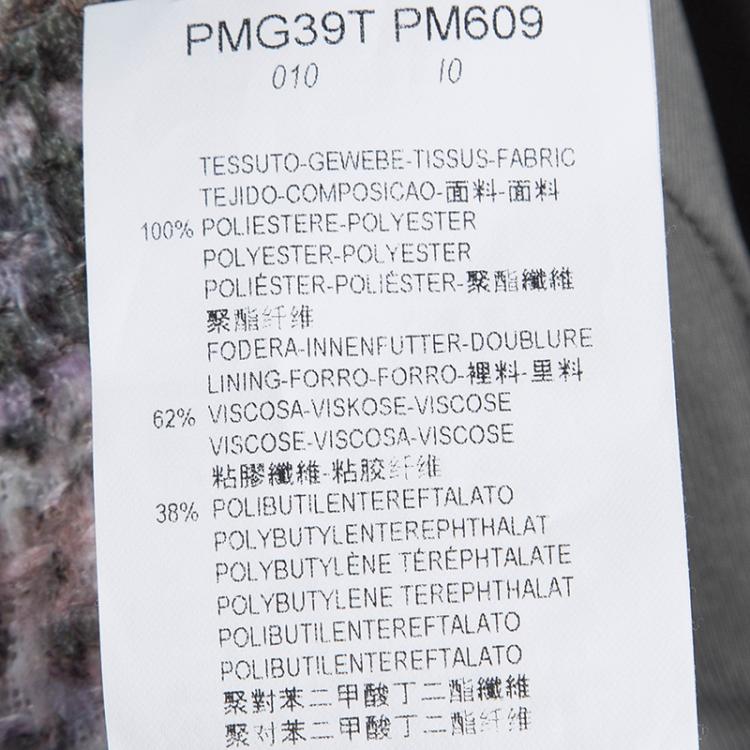 PMG39T PM609
010 I0
TESSUTO-GEWEBE-TISSUS-FABRIC
TEJIDO-COMPOSICAO-面料-面料
100% POLIESTERE-POLYESTER
POLYESTER-POLYESTER
POLIÉSTER-POLIÉSTER-聚酯纖維
聚酯纤维
FODERA-INNENFUTTER-DOUBLURE
LINING-FORRO-FORRO-裡料-里料
62% VISCOSA-VISKOSE-VISCOSE
VISCOSE-VISCOSA-VISCOSE
粘膠纖維-粘胶纤维
38% POLIBUTILENTEREFTALATO
POLYBUTYLENTEREPHTHALAT
POLYBUTYLÈNE TÉRÉPHTALATE
POLYBUTYLENE TEREPHTHALAT
POLIBUTILENTEREFTALATO
POLIBUTILENTEREFTALATO
聚對苯二甲酸丁二酯纖維
聚对苯二甲酸丁二酯纤维